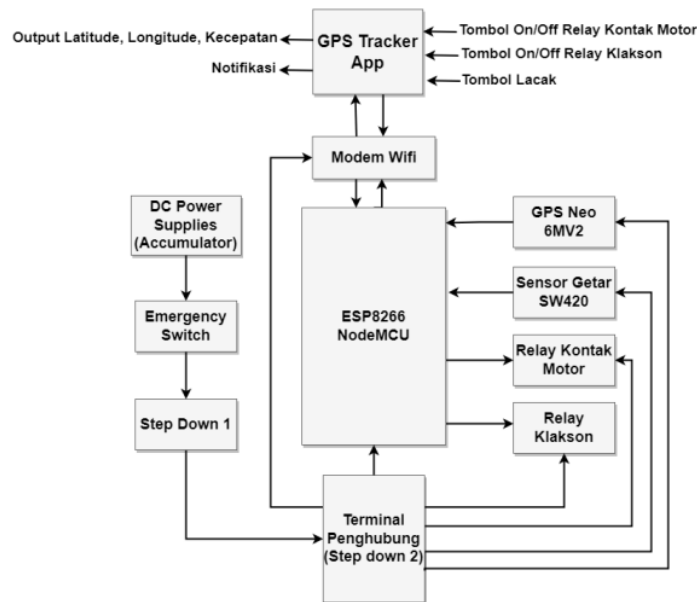 Output Latitude, Longitude, Kecepatan
Notifikasi
GPS Tracker
App
Tombol On/Off Relay Kontak Motor
Tombol On/Off Relay Klakson
Tombol Lacak
Modem Wifi
DC Power
Supplies
(Accumulator)
Emergency
Switch
Step Down 1
ESP8266
NodeMCU
GPS Neo
6MV2
Sensor Getar
SW420
Relay Kontak
Motor
Relay
Klakson
Terminal
Penghubung
(Step down 2)